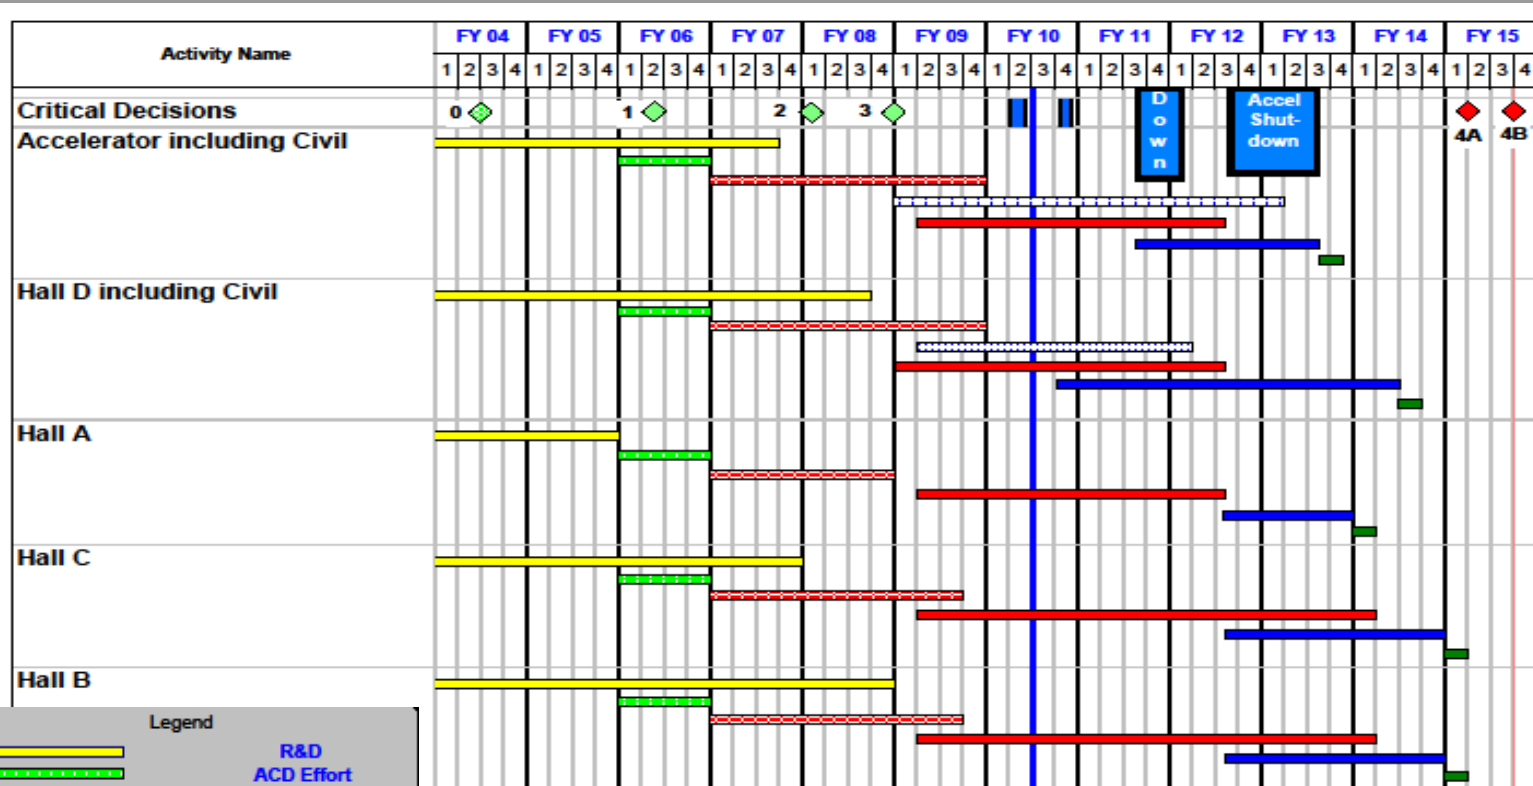 Activity Name
FY 04 FY 05 FY 06 FY 07 FY 08 FY 09 FY 10 FY 11 FY 12 FY 13 FY 14 FY 15
1 2 3 4 1 2 3 4 1 2 3 4 1 2 3 4 1 2 3 4 1 2 3 4 1 2 3 4 1 2 3 4 1 2 3 4 1 2 3 4 1 2 3 4 1 2 3 4
Critical Decisions
0
1
2
3
D
o
w
n
Accel
Shut-
down
4A
4B
Accelerator including Civil
Hall D including Civil
Hall A
Hall C
Hall B
Legend
R&D
ACD Effort